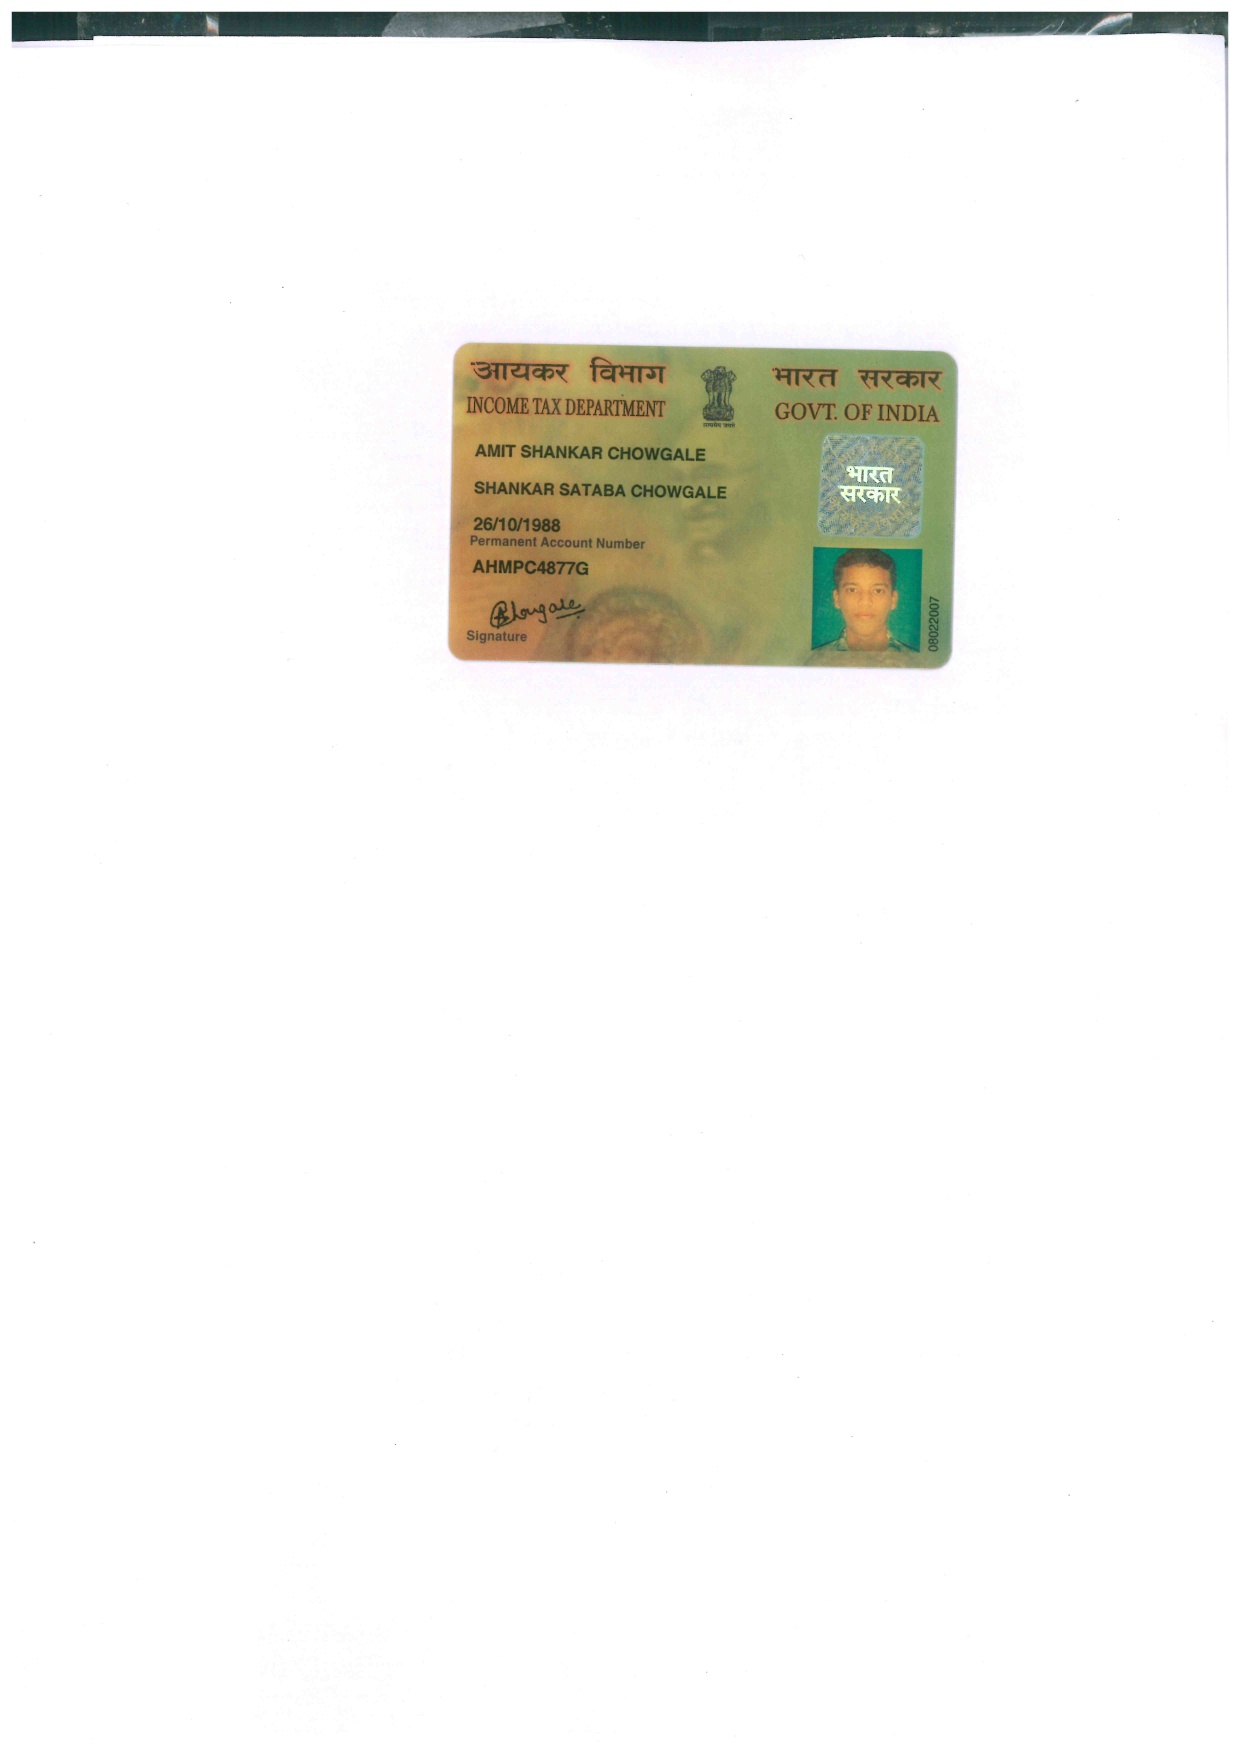 आयकर विभाग
INCOME TAX DEPARTMENT
भारत सरकार
GOVT. OF INDIA
AMIT SHANKAR CHOWGALE
SHANKAR SATABA CHOWGALE
26/10/1988
Permanent Account Number
AHMPC4877G
Chougale
Signature
सत्यमेव जयते
भारत
सरकार
08022007